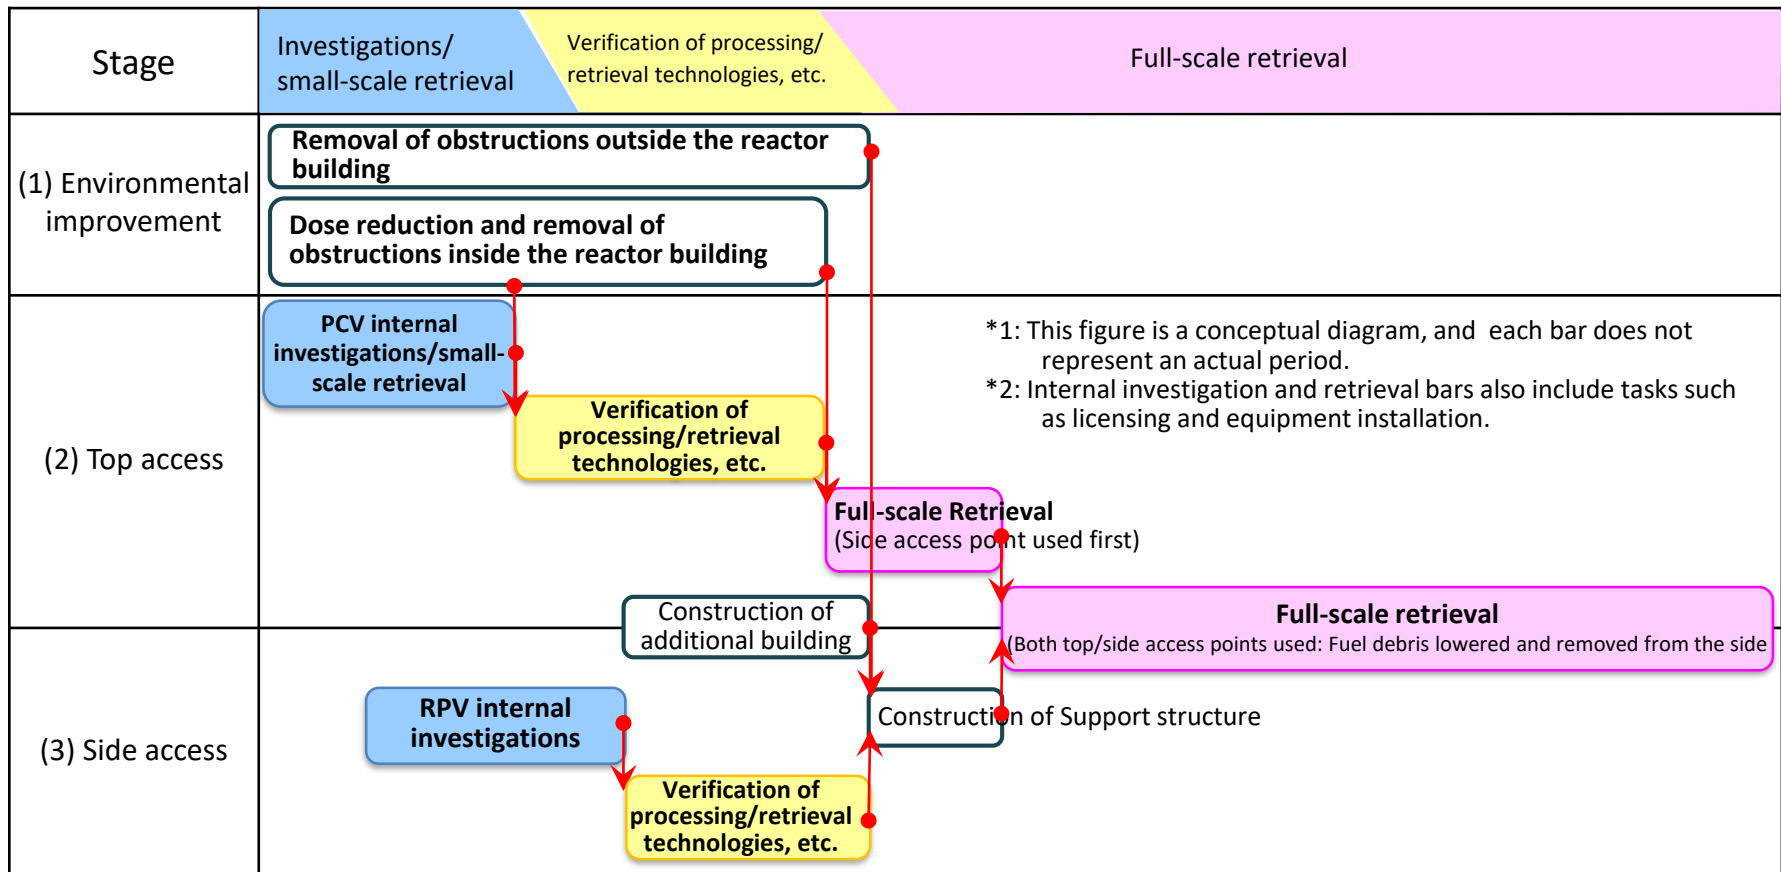 Stage
Investigations/
small-scale retrieval
Verification of processing/
retrieval technologies, etc.
Full-scale retrieval
(1) Environmental
improvement
Removal of obstructions outside the reactor
building
Dose reduction and removal of
obstructions inside the reactor building
(2) Top access
PCV internal
investigations/small-
scale retrieval
*1: This figure is a conceptual diagram, and each bar does not
represent an actual period.
*2: Internal investigation and retrieval bars also include tasks such
as licensing and equipment installation.
Verification of
processing/retrieval
technologies, etc.
Full-scale Retrieval
(Side access point used first)
Construction of
additional building
Full-scale retrieval
(Both top/side access points used: Fuel debris lowered and removed from the side
(3) Side access
RPV internal
investigations
Construction of Support structure
Verification of
processing/retrieval
technologies, etc.